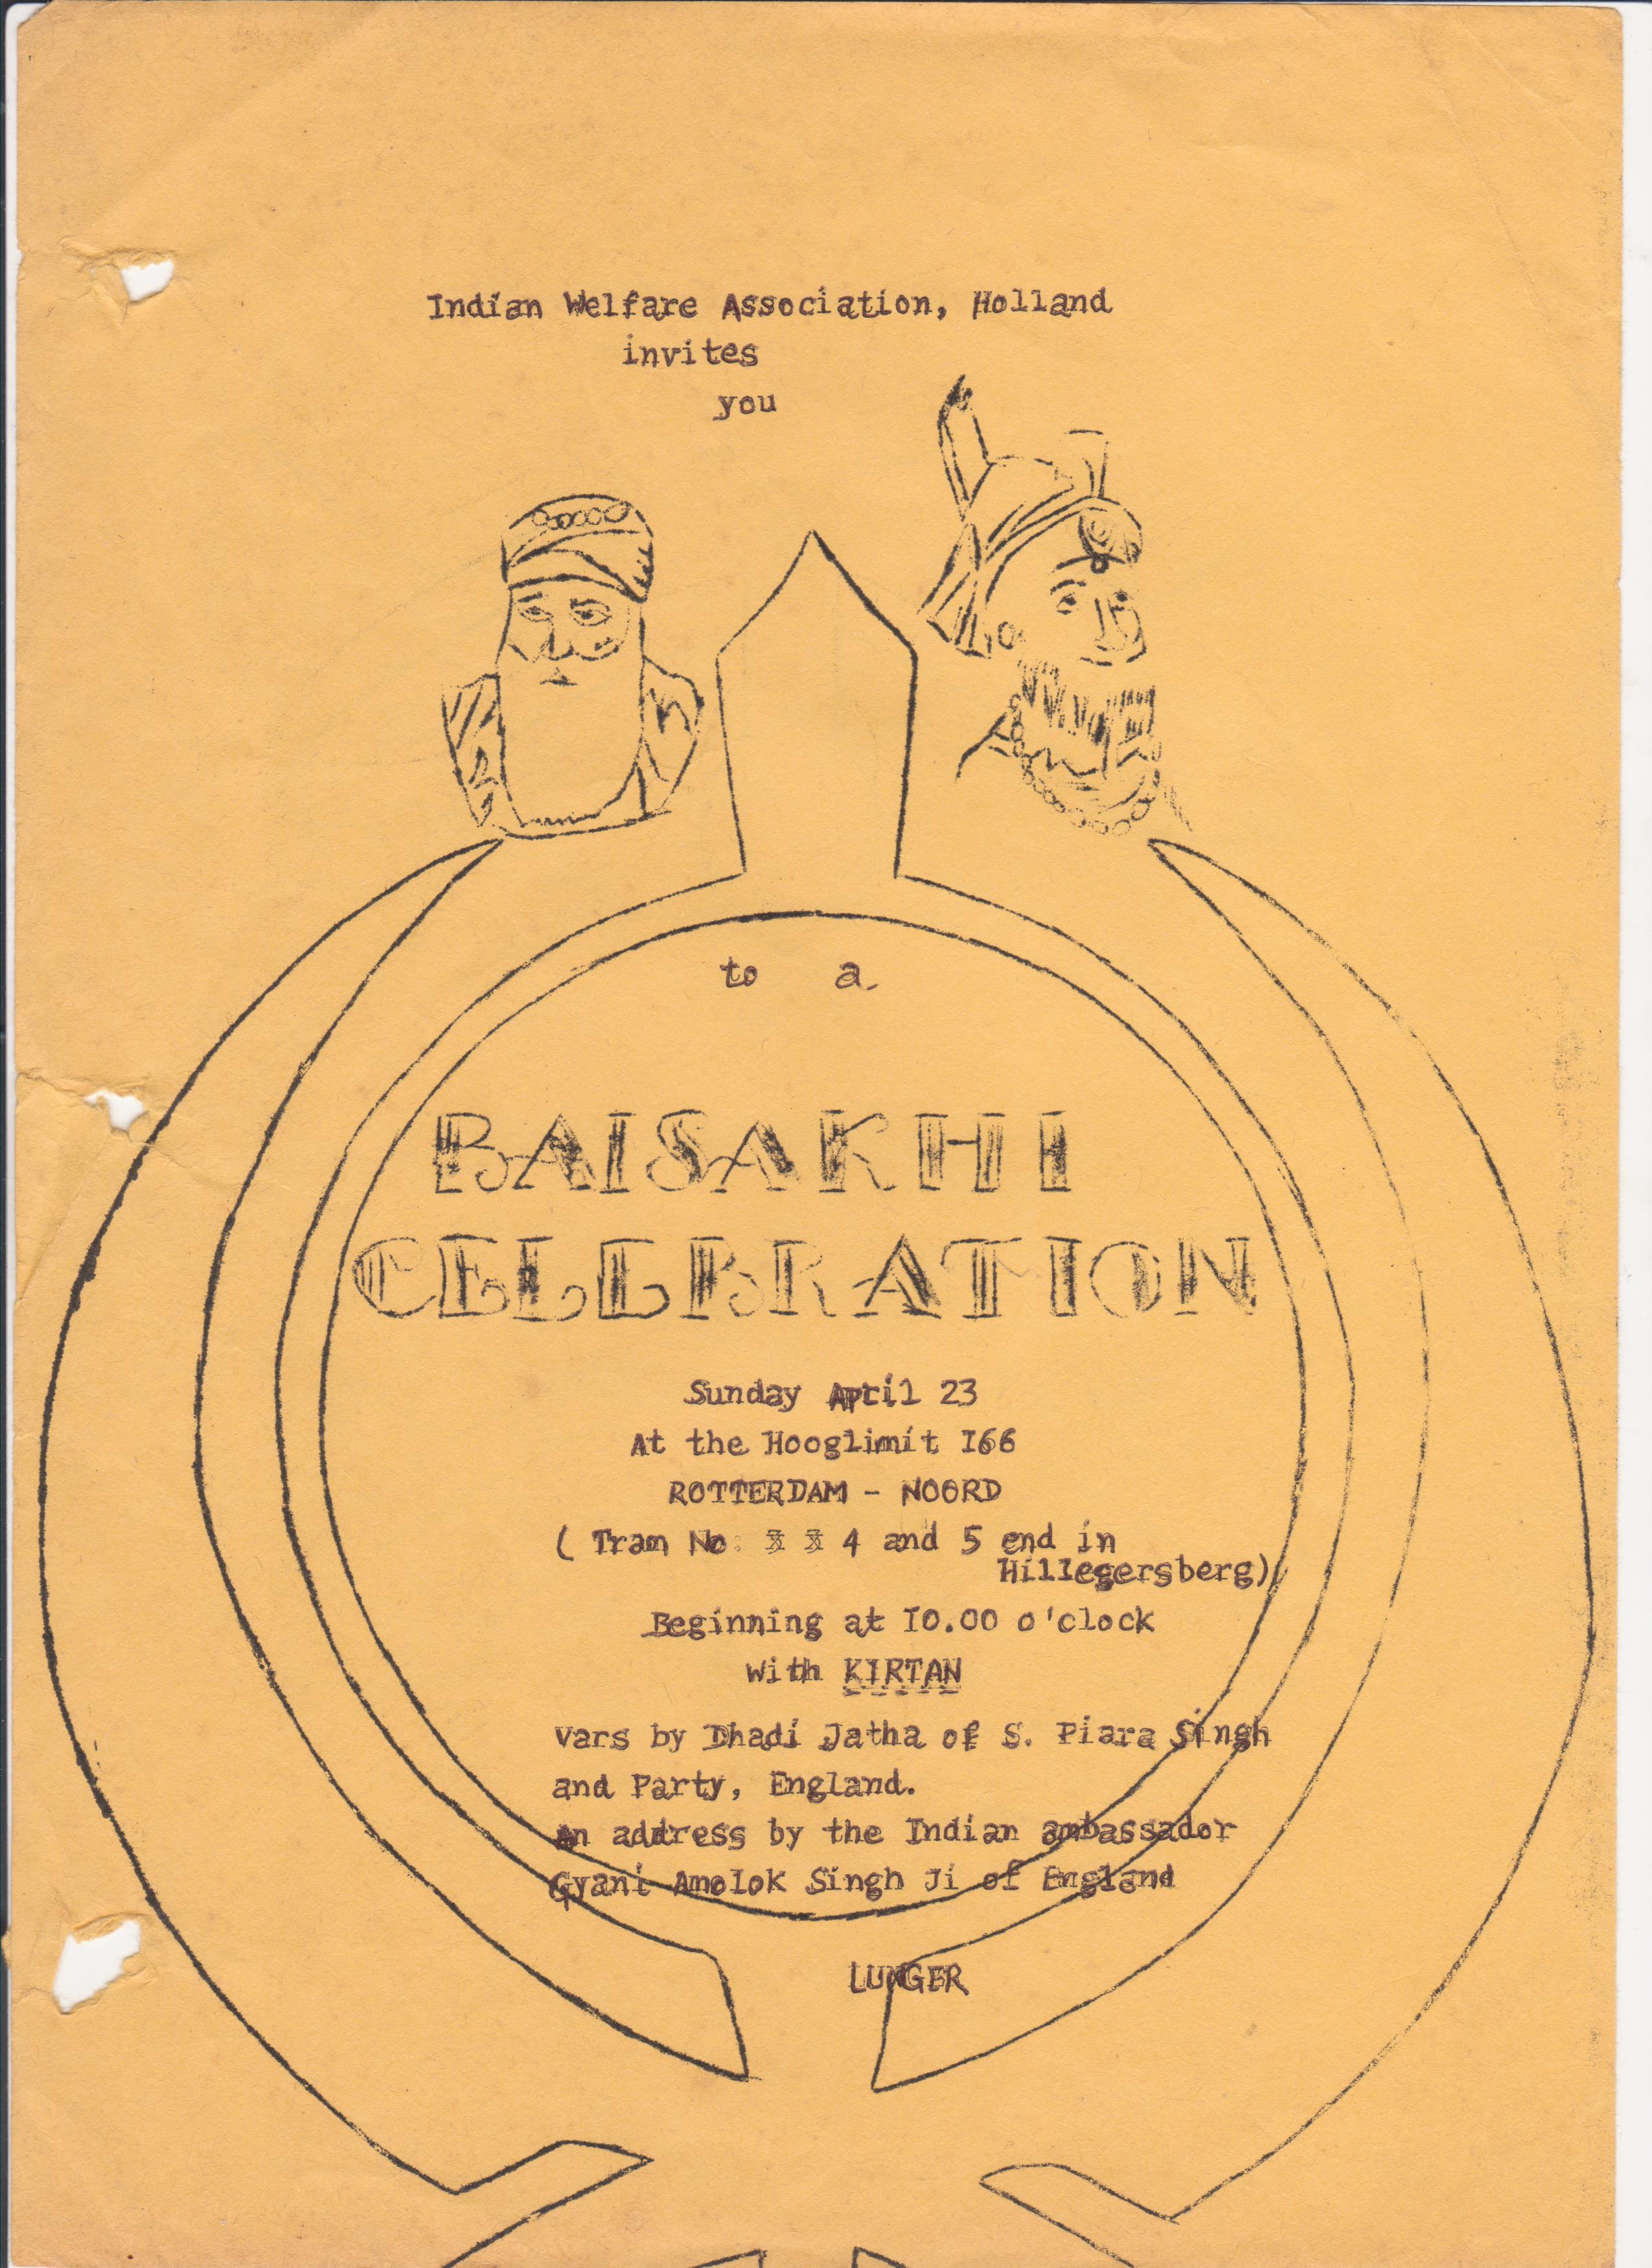 Indian Welfare Association, Holland
invites
you
to a.
BAISAKHI
CELEBRATION
Sunday April 23
At the Hooglimit I66
ROTTERDAM - NOORD
( Tram No: 4 and 5 end in
Hillegersberg)
Beginning at I0.00 o'clock
With KIRTAN
Vars by Dhadi Jatha of S. Piara Singh
and Party, England.
An address by the Indian ambassador
Gyani Amolok Singh Ji of England
LUNGER